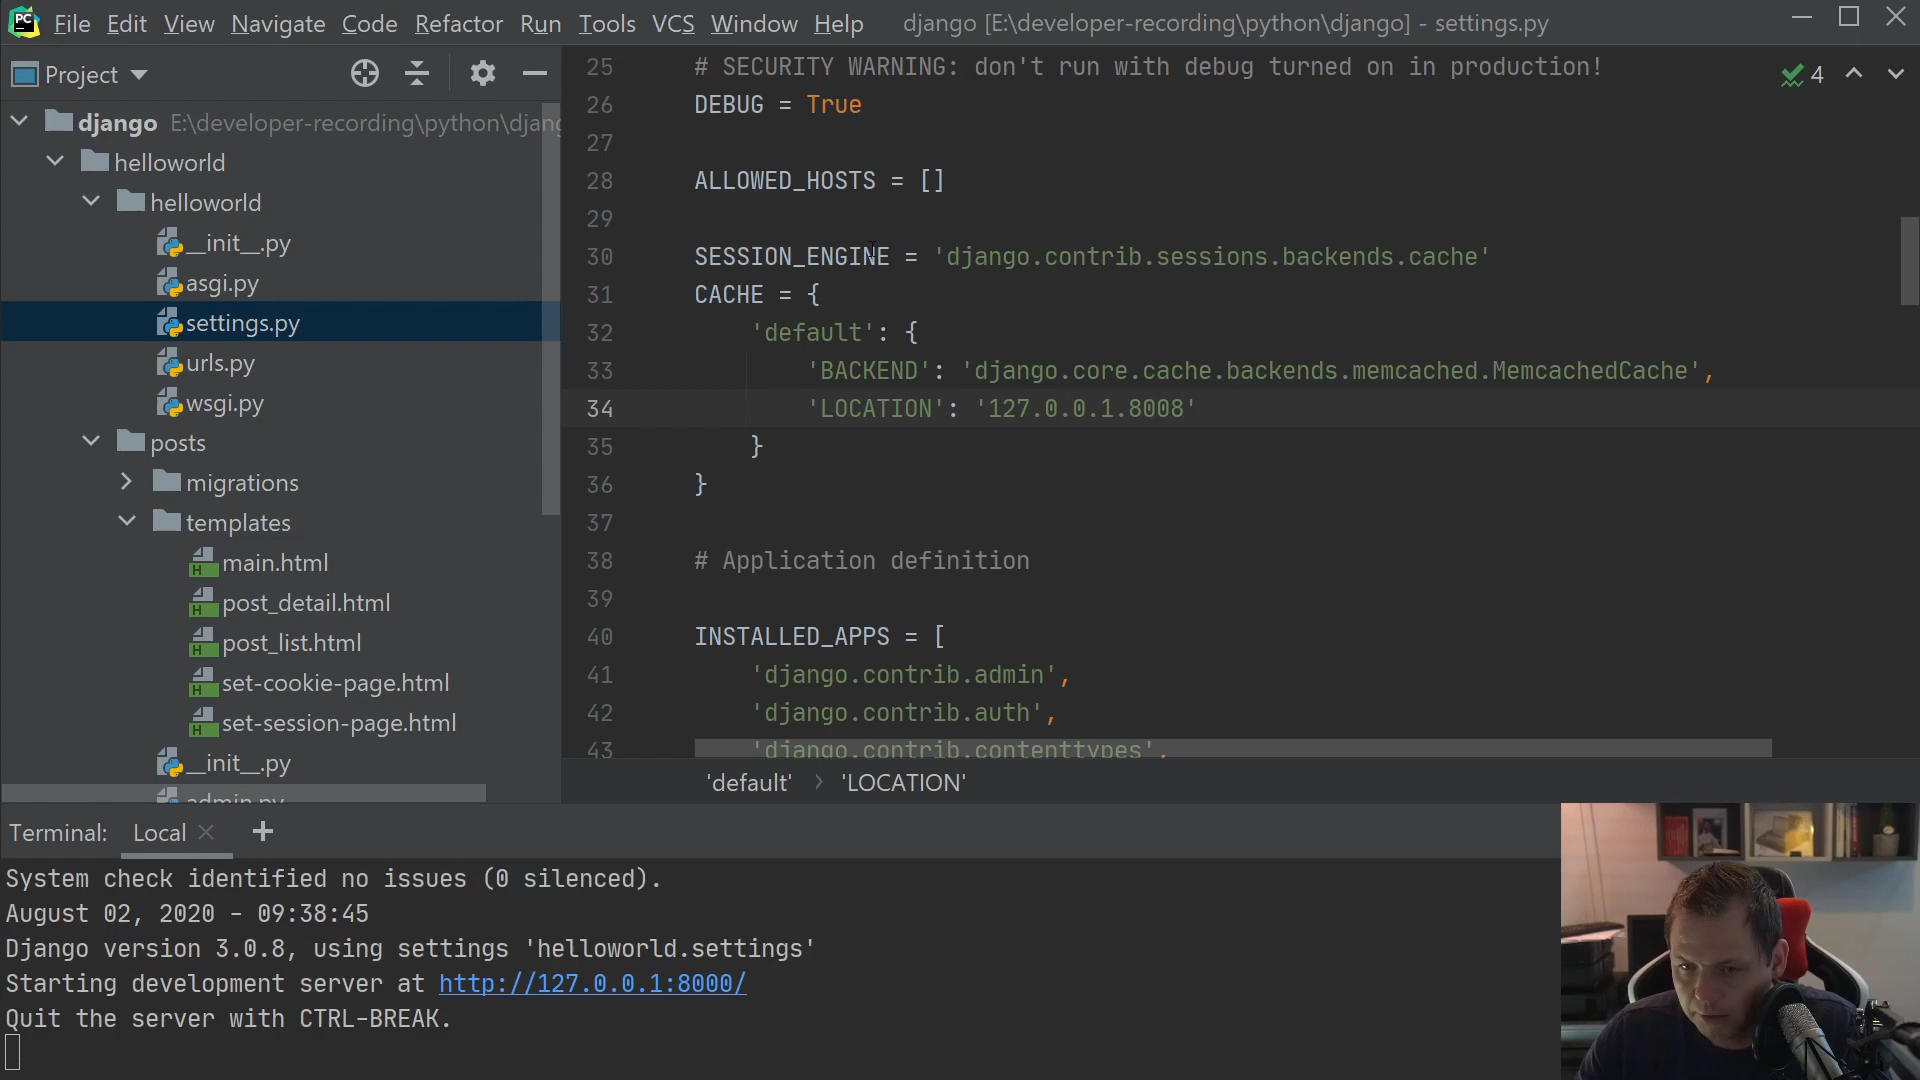 PC File Edit View Navigate Code Refactor Run Tools VCS Window Help django [E:\developer-recording\python\django] - settings.py
Project
django E:\developer-recording\python\djang
helloworld
helloworld
__init__.py
asgi.py
settings.py
urls.py
wsgi.py
posts
migrations
templates
main.html
post_detail.html
post_list.html
set-cookie-page.html
set-session-page.html
__init__.py
admin.py
25 # SECURITY WARNING: don't run with debug turned on in production!
26 DEBUG = True
27
28 ALLOWED_HOSTS = []
29
30 SESSION_ENGINE = 'django.contrib.sessions.backends.cache'
31 CACHE = {
32 'default': {
33 'BACKEND': 'django.core.cache.backends.memcached.MemcachedCache',
34 'LOCATION': '127.0.0.1.8008'
35 }
36 }
37
38 # Application definition
39
40 INSTALLED_APPS = [
41 'django.contrib.admin',
42 'django.contrib.auth',
43 'django.contrib.contenttypes',
4
'default' > 'LOCATION'
Terminal: Local
System check identified no issues (0 silenced).
August 02, 2020 - 09:38:45
Django version 3.0.8, using settings 'helloworld.settings'
Starting development server at http://127.0.0.1:8000/
Quit the server with CTRL-BREAK.